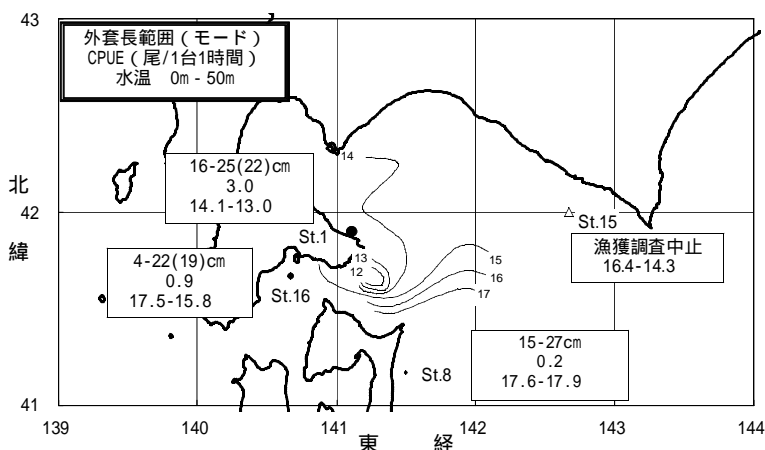 43
外套長範囲(モード)
CPUE(尾/1台1時間)
水温 0m-50m
14
16-25(22)cm
3.0
14.1-13.0
北
緯
42
St.1
St.15
漁獲調査中止
16.4-14.3
4-22(19)cm
0.9
17.5-15.8
13
12
15
16
17
St.16
15-27cm
0.2
17.6-17.9
St.8
41
139
140
141
142
143
144
東 経